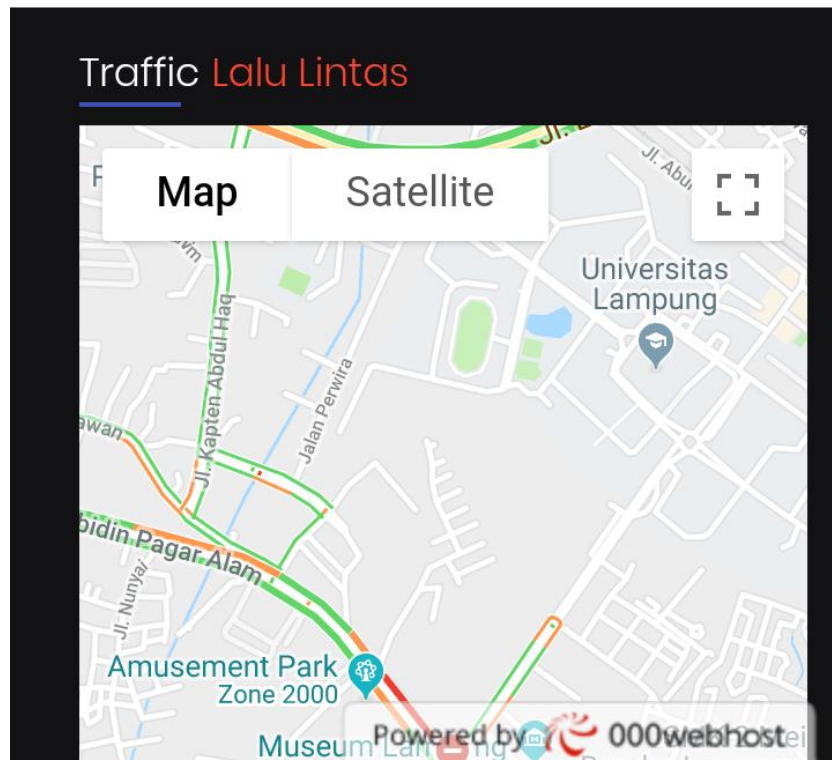 Traffic Lalu Lintas
Map Satellite
Jl. Abu
Universitas
Lampung
Jl. Kapten Abdul Haq
Jalan Perwira
awan
bidin Pagar Alam
Jl. Nunyai
Amusement Park
Zone 2000
Museum
Powered by 000webhost